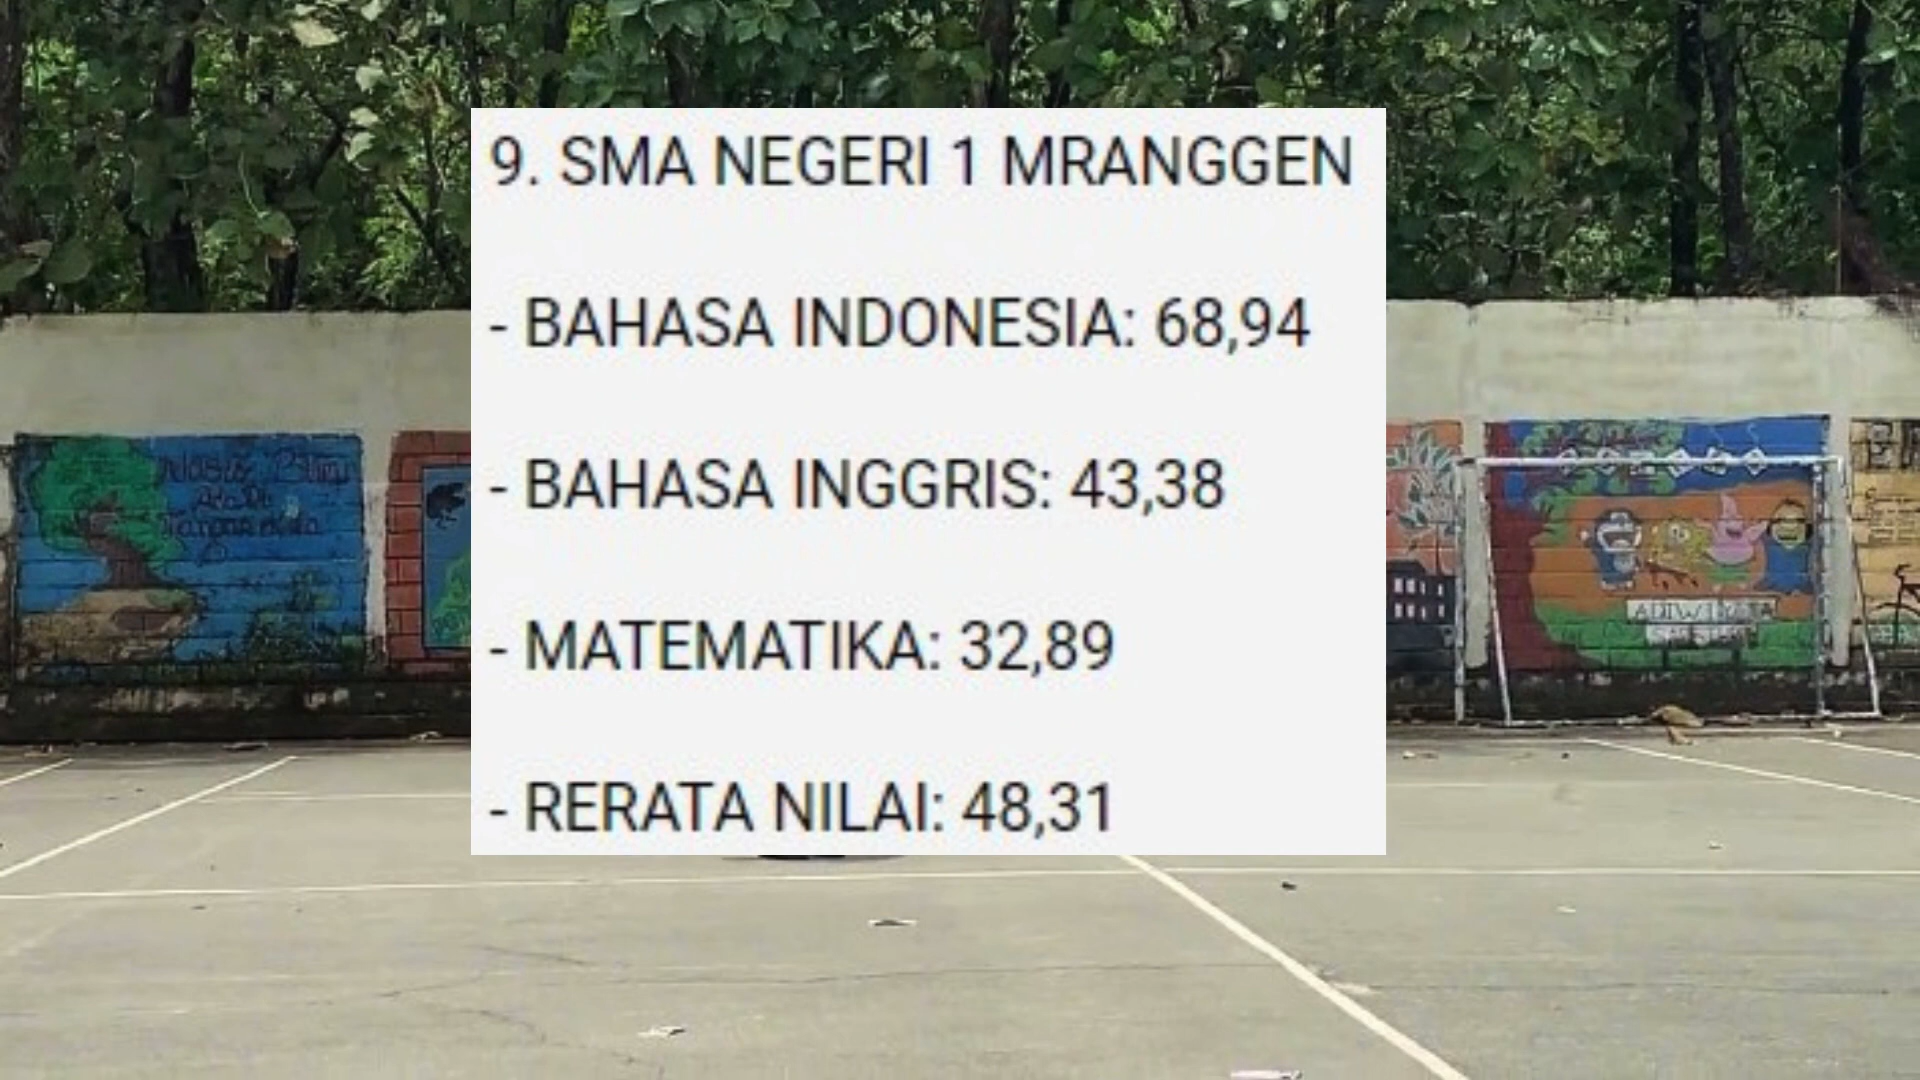 9. SMA NEGERI 1 MRANGGEN
- BAHASA INDONESIA: 68,94
- BAHASA INGGRIS: 43,38
- MATEMATIKA: 32,89
- RERATA NILAI: 48,31